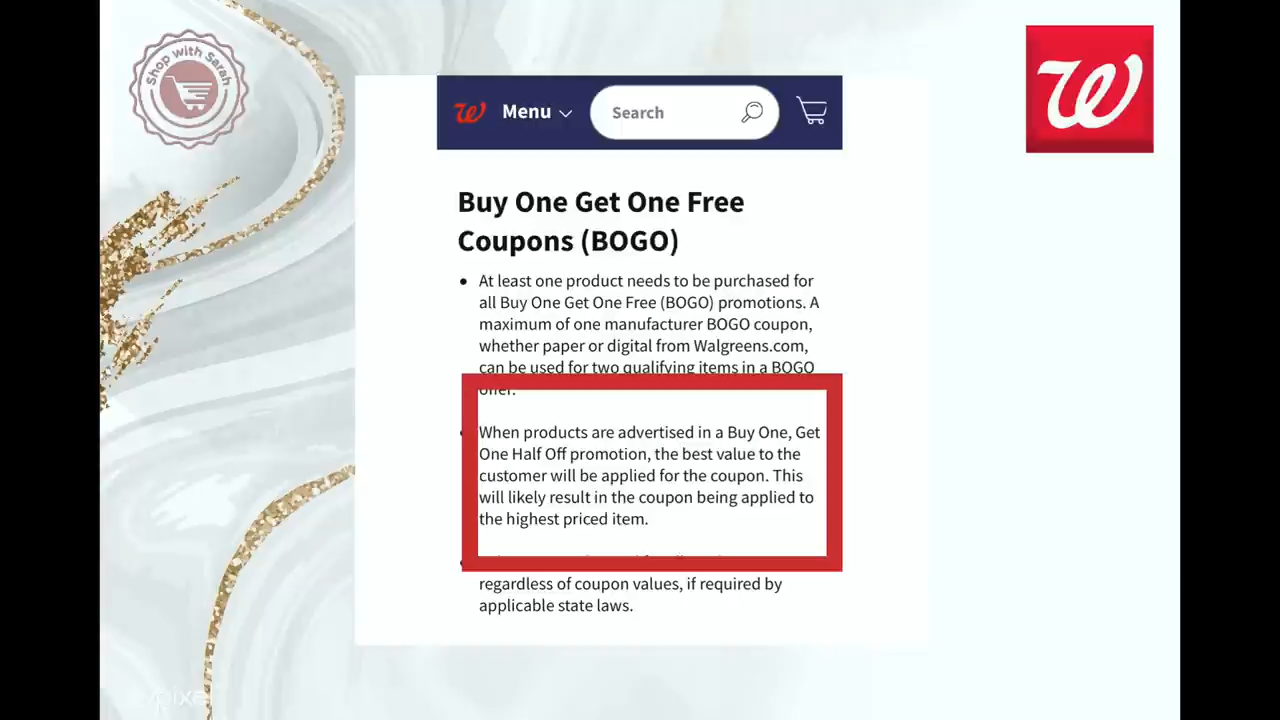 Shop with Sarah
W
W
Menu
Search
Buy One Get One Free
Coupons (BOGO)
At least one product needs to be purchased for
all Buy One Get One Free (BOGO) promotions. A
maximum of one manufacturer BOGO coupon,
whether paper or digital from Walgreens.com,
can be used for two qualifying items in a BOGO
offer.
When products are advertised in a Buy One, Get
One Half Off promotion, the best value to the
customer will be applied for the coupon. This
will likely result in the coupon being applied to
the highest priced item.
regardless of coupon values, if required by
applicable state laws.